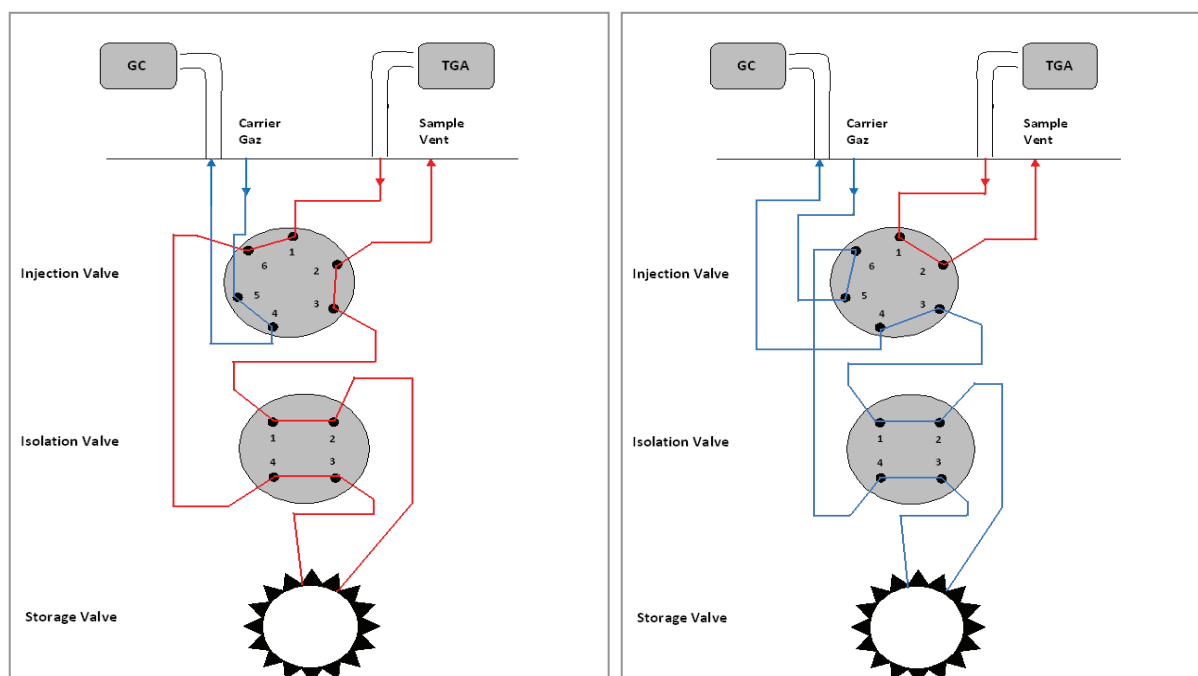 GC
TGA
Carrier
Gaz
Sample
Vent
Injection Valve
1
2
3
4
5
6
Isolation Valve
1
2
3
4
Storage Valve
GC
TGA
Carrier
Gaz
Sample
Vent
Injection Valve
1
2
3
4
5
6
Isolation Valve
1
2
3
4
Storage Valve